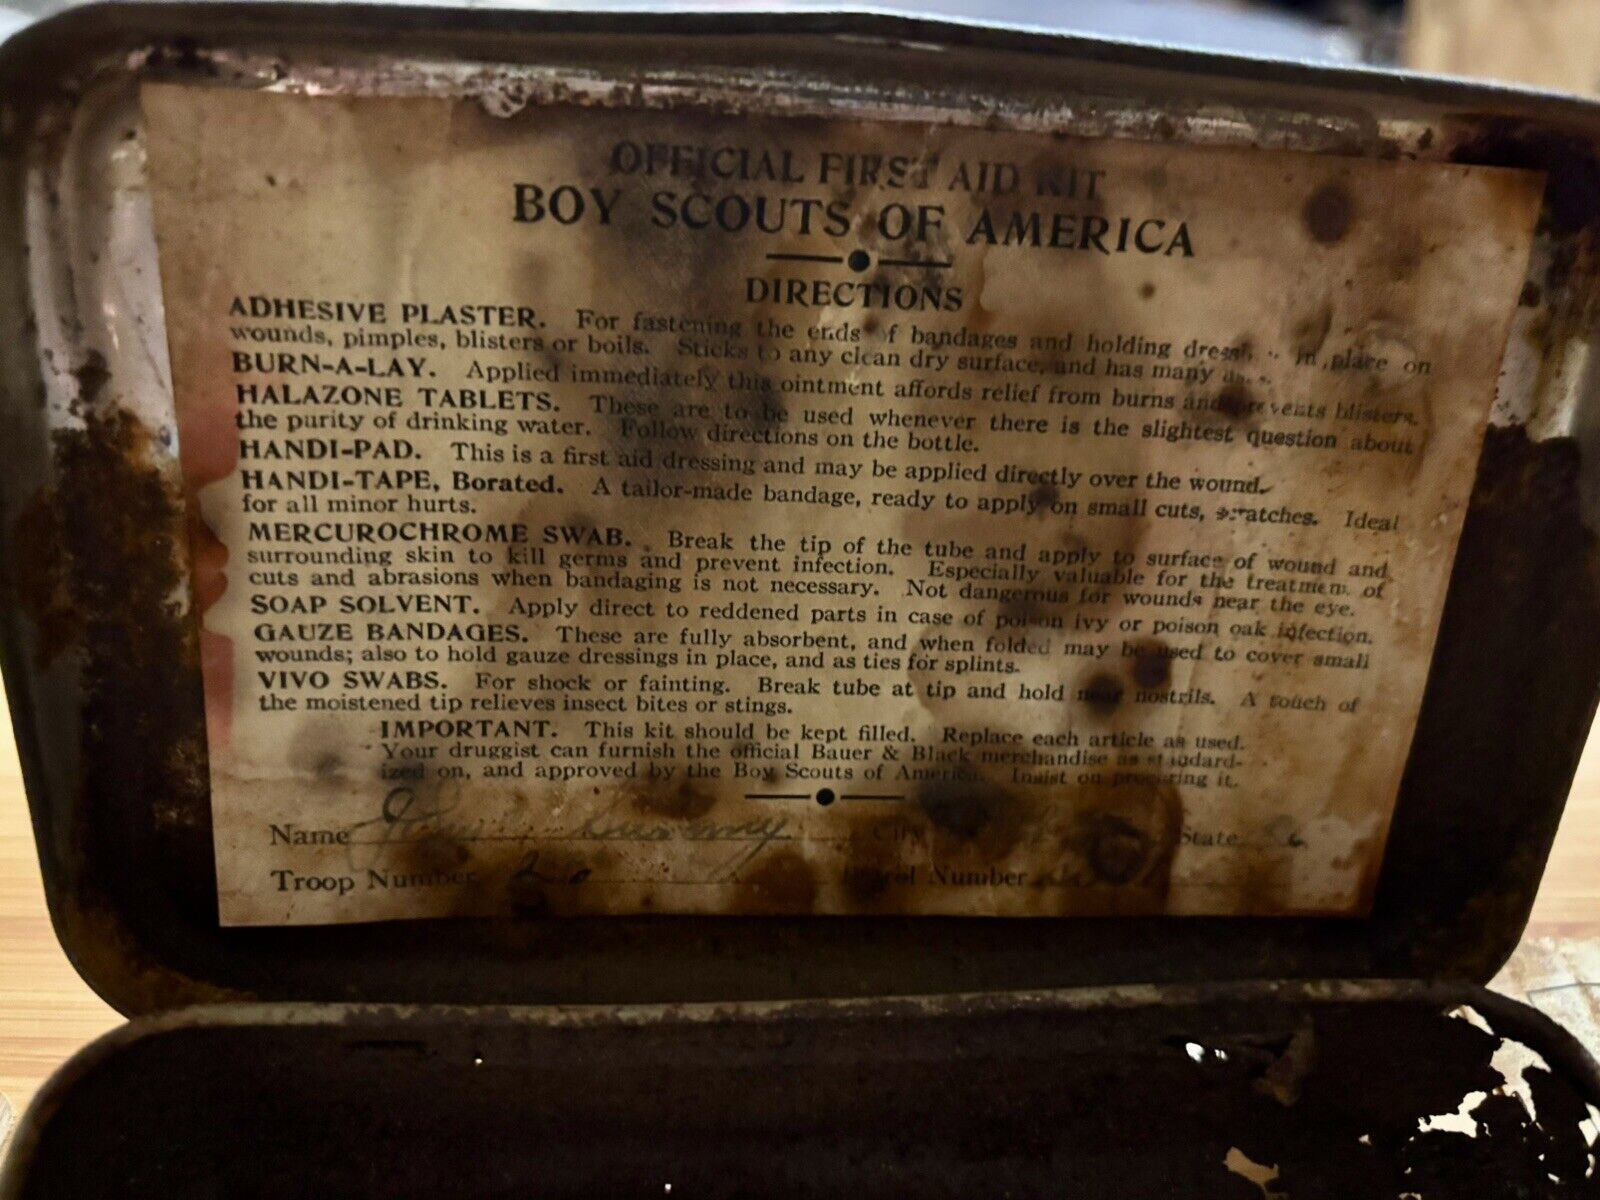 OFFICIAL FIRST AID KIT
BOY SCOUTS OF AMERICA
DIRECTIONS
ADHESIVE PLASTER. For fastening the ends of bandages and holding in place on
wounds, pimples, blisters or boils. Sticks to any clean dry surface, and has many
BURN-A-LAY. Applied immediately this ointment affords relief from burns and prevents blisters.
HALAZONE TABLETS. These are to be used whenever there is the slightest question about
the purity of drinking water. Follow directions on the bottle.
HANDI-PAD. This is a first aid dressing and may be applied directly over the wound.
HANDI-TAPE, Borated. A tailor-made bandage, ready to apply on small cuts, scratches. Ideal
for all minor hurts.
MERCUROCHROME SWAB. Break the tip of the tube and apply to surface of wound and
surrounding skin to kill germs and prevent infection. Especially valuable for the treatment of
cuts and abrasions when bandaging is not necessary. Not dangerous for wounds near the eye.
SOAP SOLVENT. Apply direct to reddened parts in case of poison ivy or poison oak infection.
GAUZE BANDAGES. These are fully absorbent, and when folded may be used to cover small
wounds; also to hold gauze dressings in place, and as ties for splints.
VIVO SWABS. For shock or fainting. Break tube at tip and hold near nostrils. A touch of
the moistened tip relieves insect bites or stings.
IMPORTANT. This kit should be kept filled. Replace each article as used.
Your druggist can furnish the official Bauer & Black merchandise as standard-
ized on, and approved by the Boy Scouts of America. Insist on procuring it.
Name City State
Troop Number 20 Patrol Number